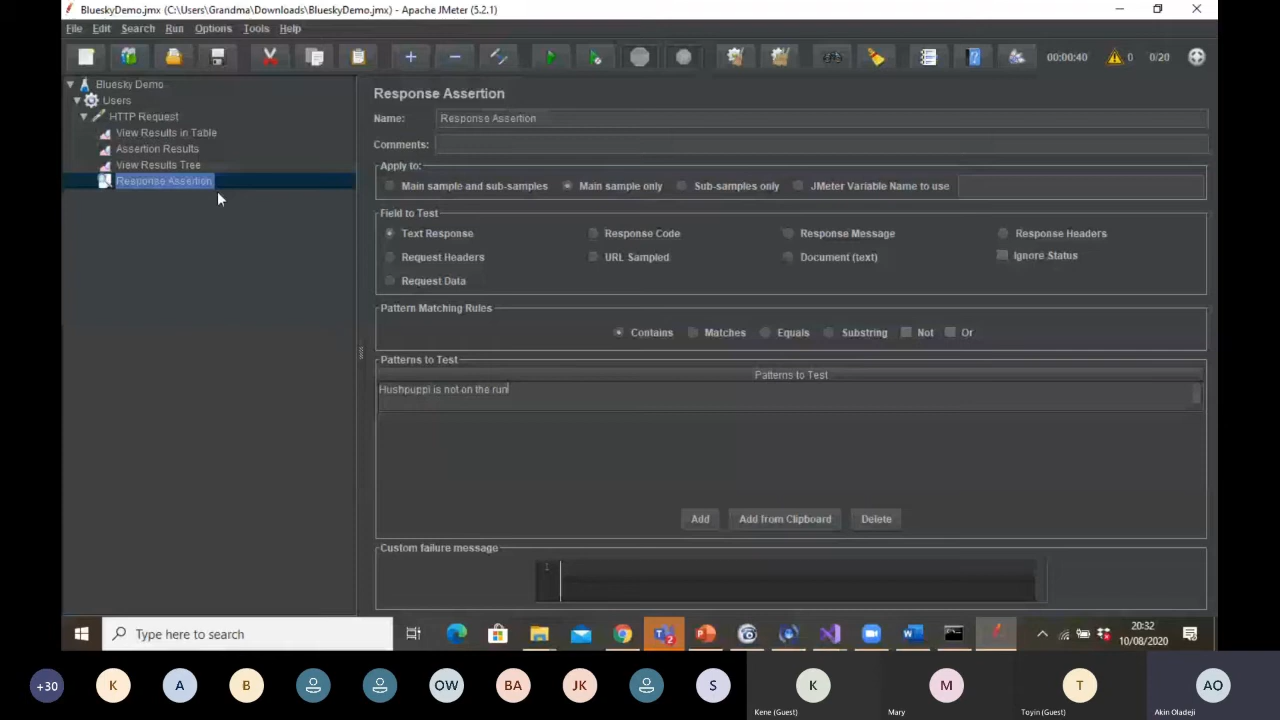 BlueskyDemo.jmx (C:\Users\Grandma\Downloads\BlueskyDemo.jmx) - Apache JMeter (5.2.1)
File Edit Search Run Options Tools Help
00:00:40 0 0/20
Bluesky Demo
Users
HTTP Request
View Results in Table
Assertion Results
View Results Tree
Response Assertion
Response Assertion
Name: Response Assertion
Comments:
Apply to:
Main sample and sub-samples Main sample only Sub-samples only JMeter Variable Name to use
Field to Test
Text Response Response Code Response Message Response Headers
Request Headers URL Sampled Document (text) Ignore Status
Request Data
Pattern Matching Rules
Contains Matches Equals Substring Not Or
Patterns to Test
Patterns to Test
Hushpuppi is not on the run
Add Add from Clipboard Delete
Custom failure message
1
Type here to search
2
20:32
10/08/2020
+30 K A B OW BA JK S K M T AO
Kene (Guest) Mary Toyin (Guest) Akin Oladeji